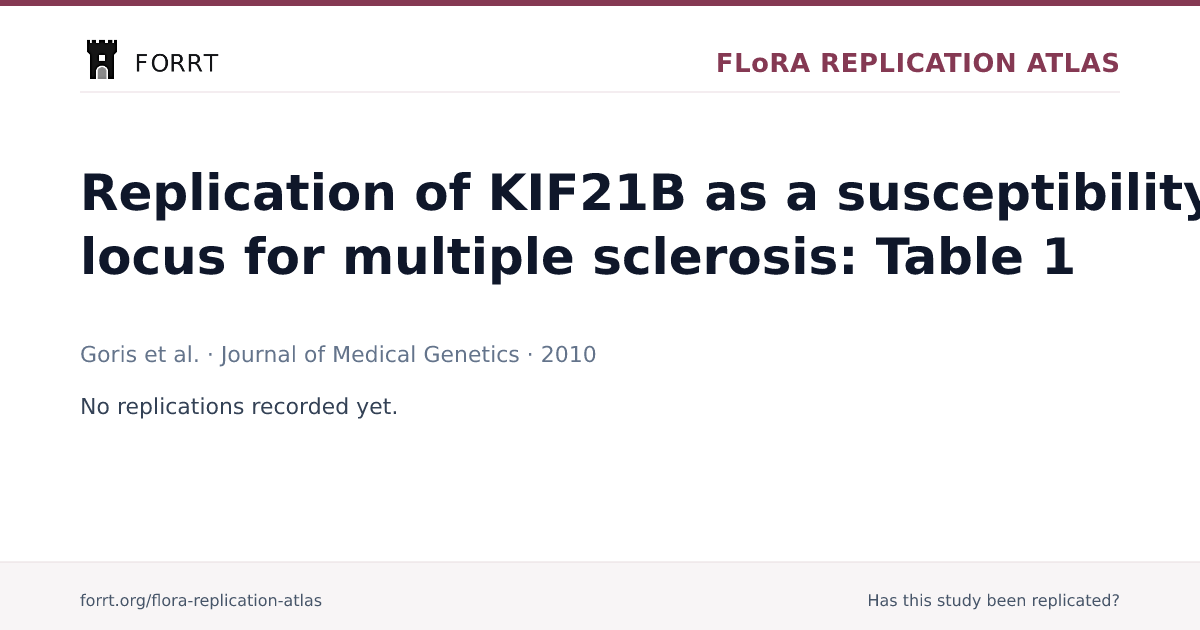 FORRT
FLoRA REPLICATION ATLAS
Replication of KIF21B as a susceptibility
locus for multiple sclerosis: Table 1
Goris et al. · Journal of Medical Genetics · 2010
No replications recorded yet.
forrt.org/flora-replication-atlas
Has this study been replicated?